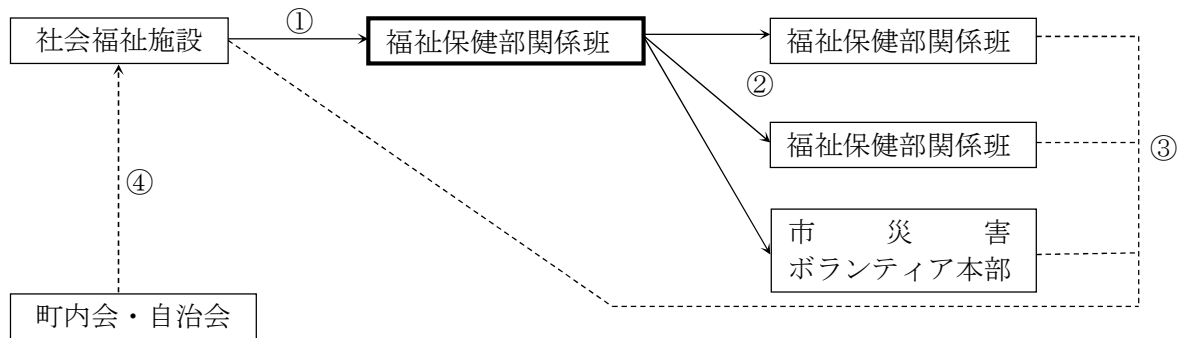 ①
社会福祉施設
福祉保健部関係班
福祉保健部関係班
②
福祉保健部関係班
③
④
市災害
ボランティア本部
町内会・自治会